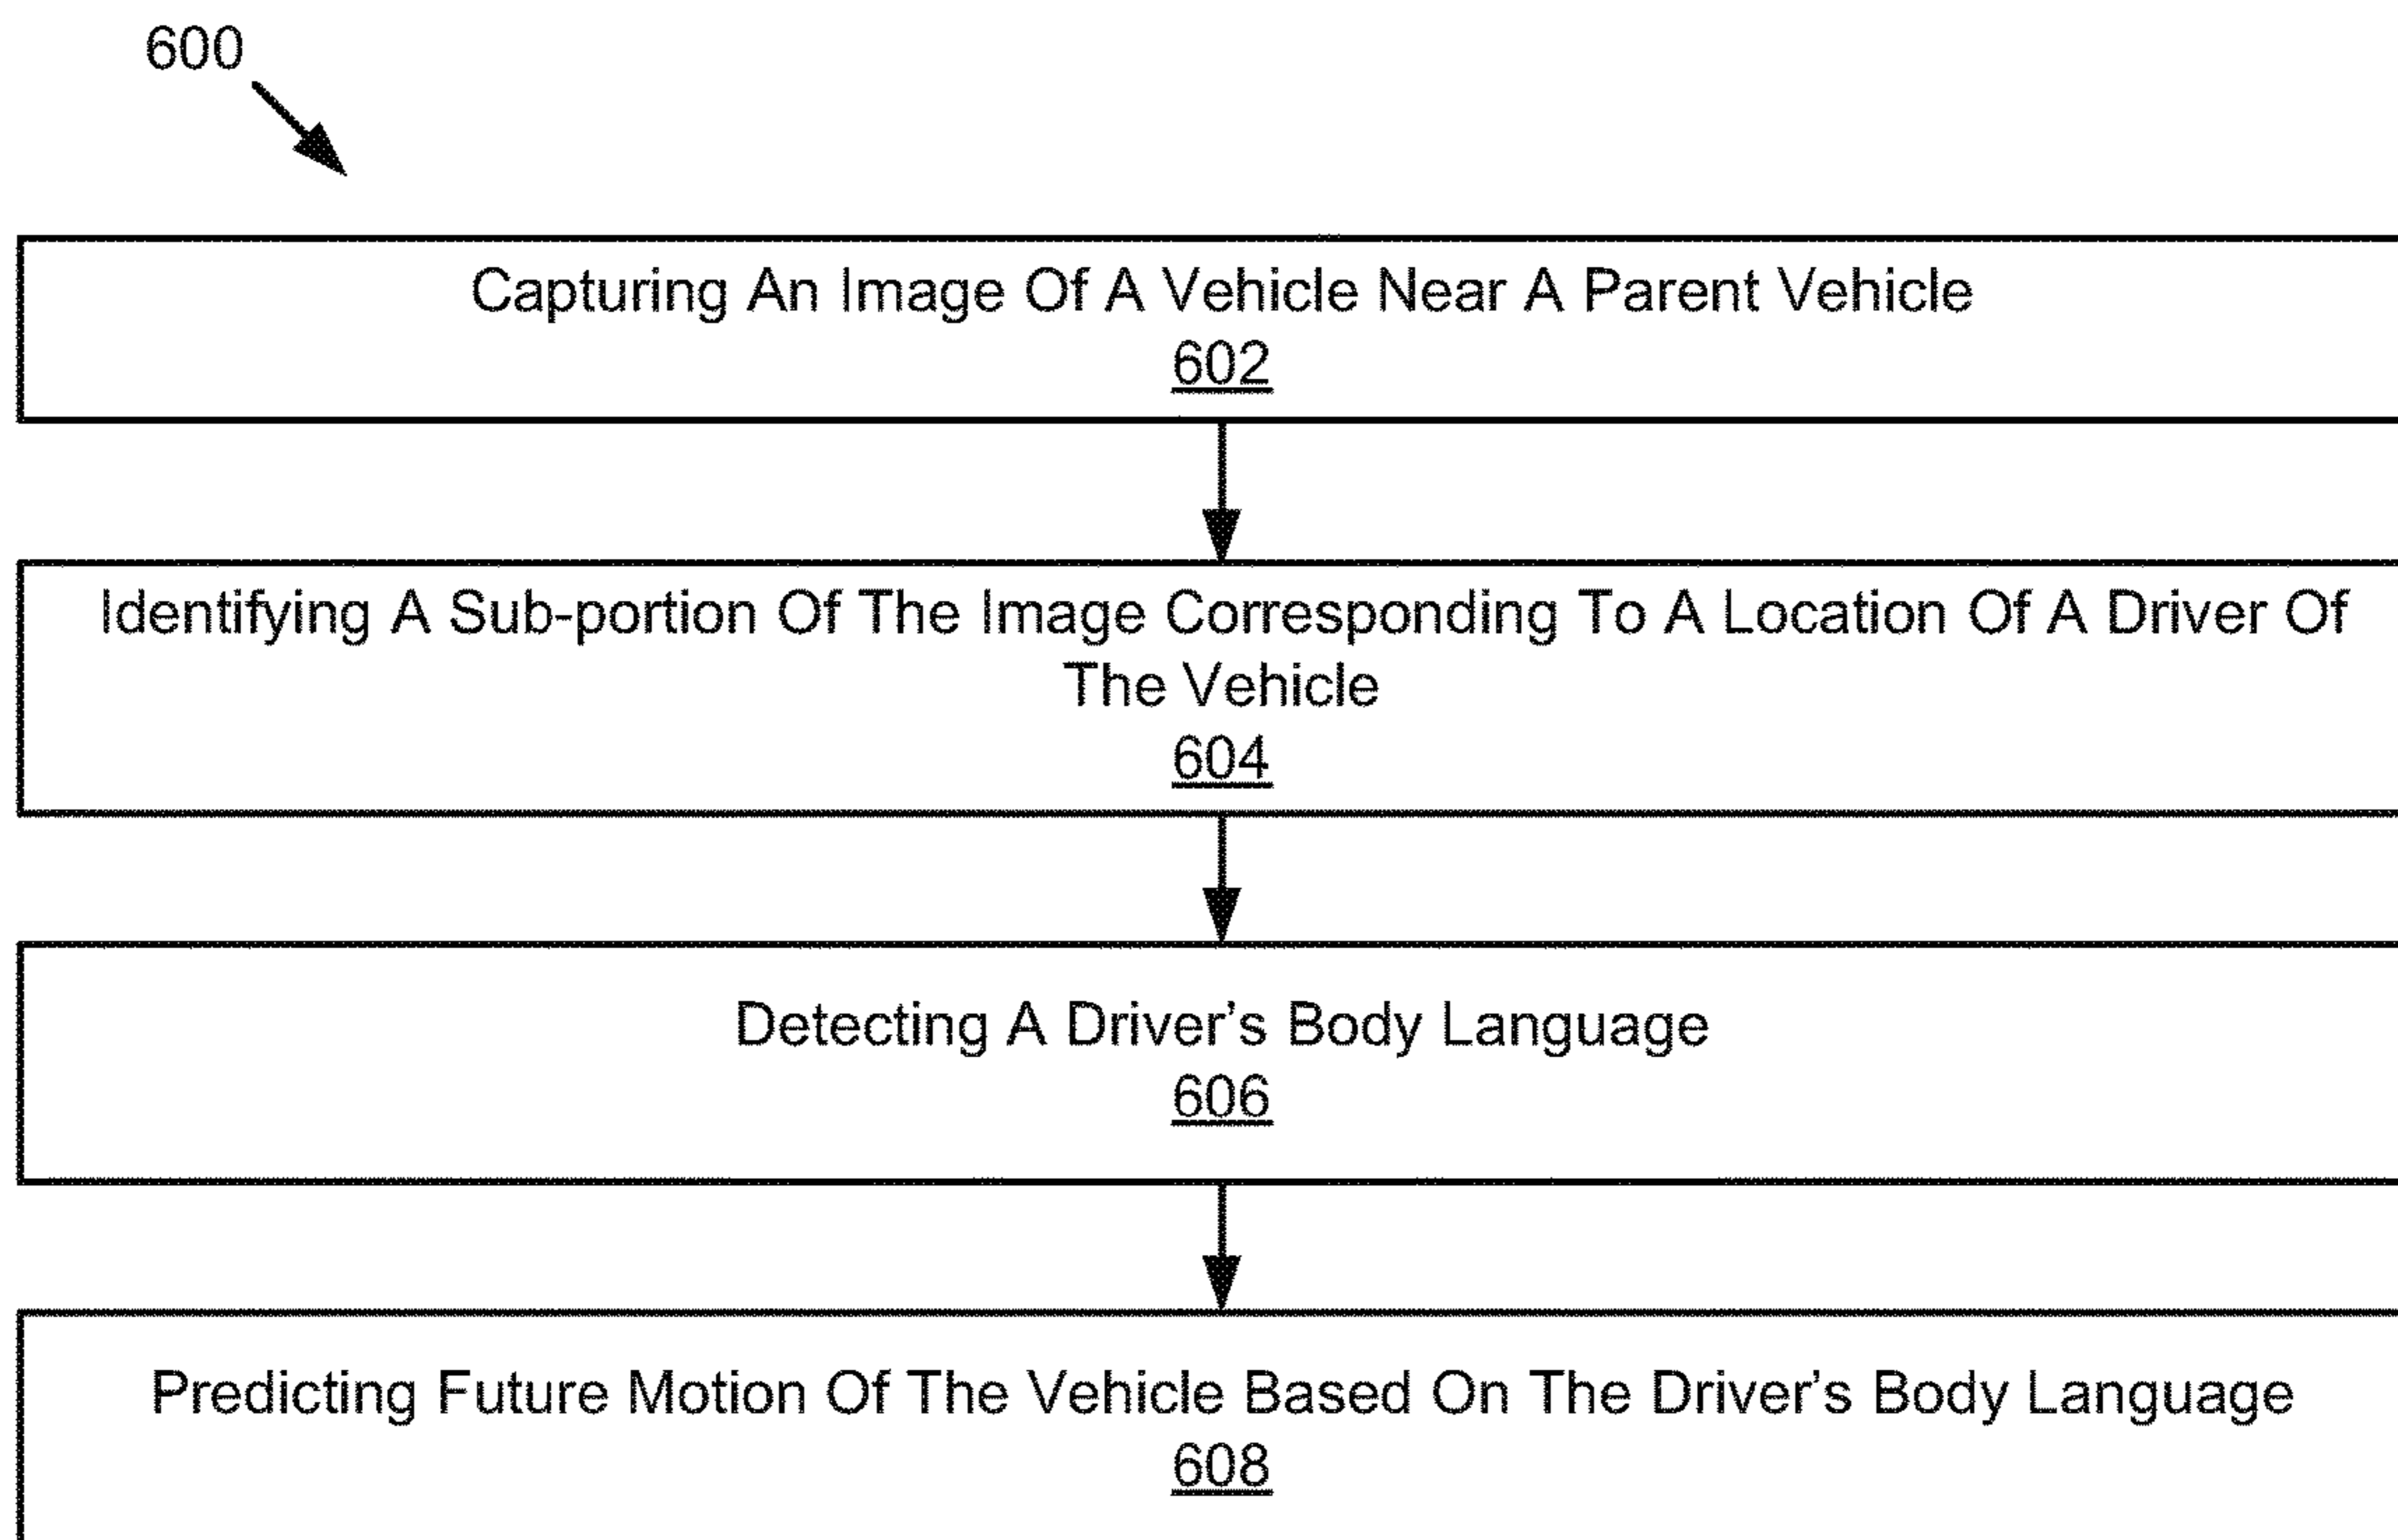 600
Capturing An Image Of A Vehicle Near A Parent Vehicle
602
Identifying A Sub-portion Of The Image Corresponding To A Location Of A Driver Of
The Vehicle
604
Detecting A Driver's Body Language
606
Predicting Future Motion Of The Vehicle Based On The Driver's Body Language
608